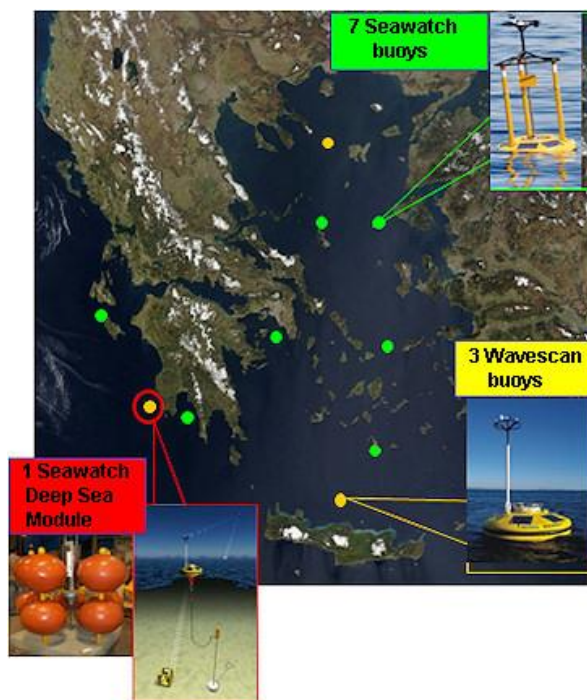 7 Seawatch
buoys
3 Wavescan
buoys
1 Seawatch
Deep Sea
Module